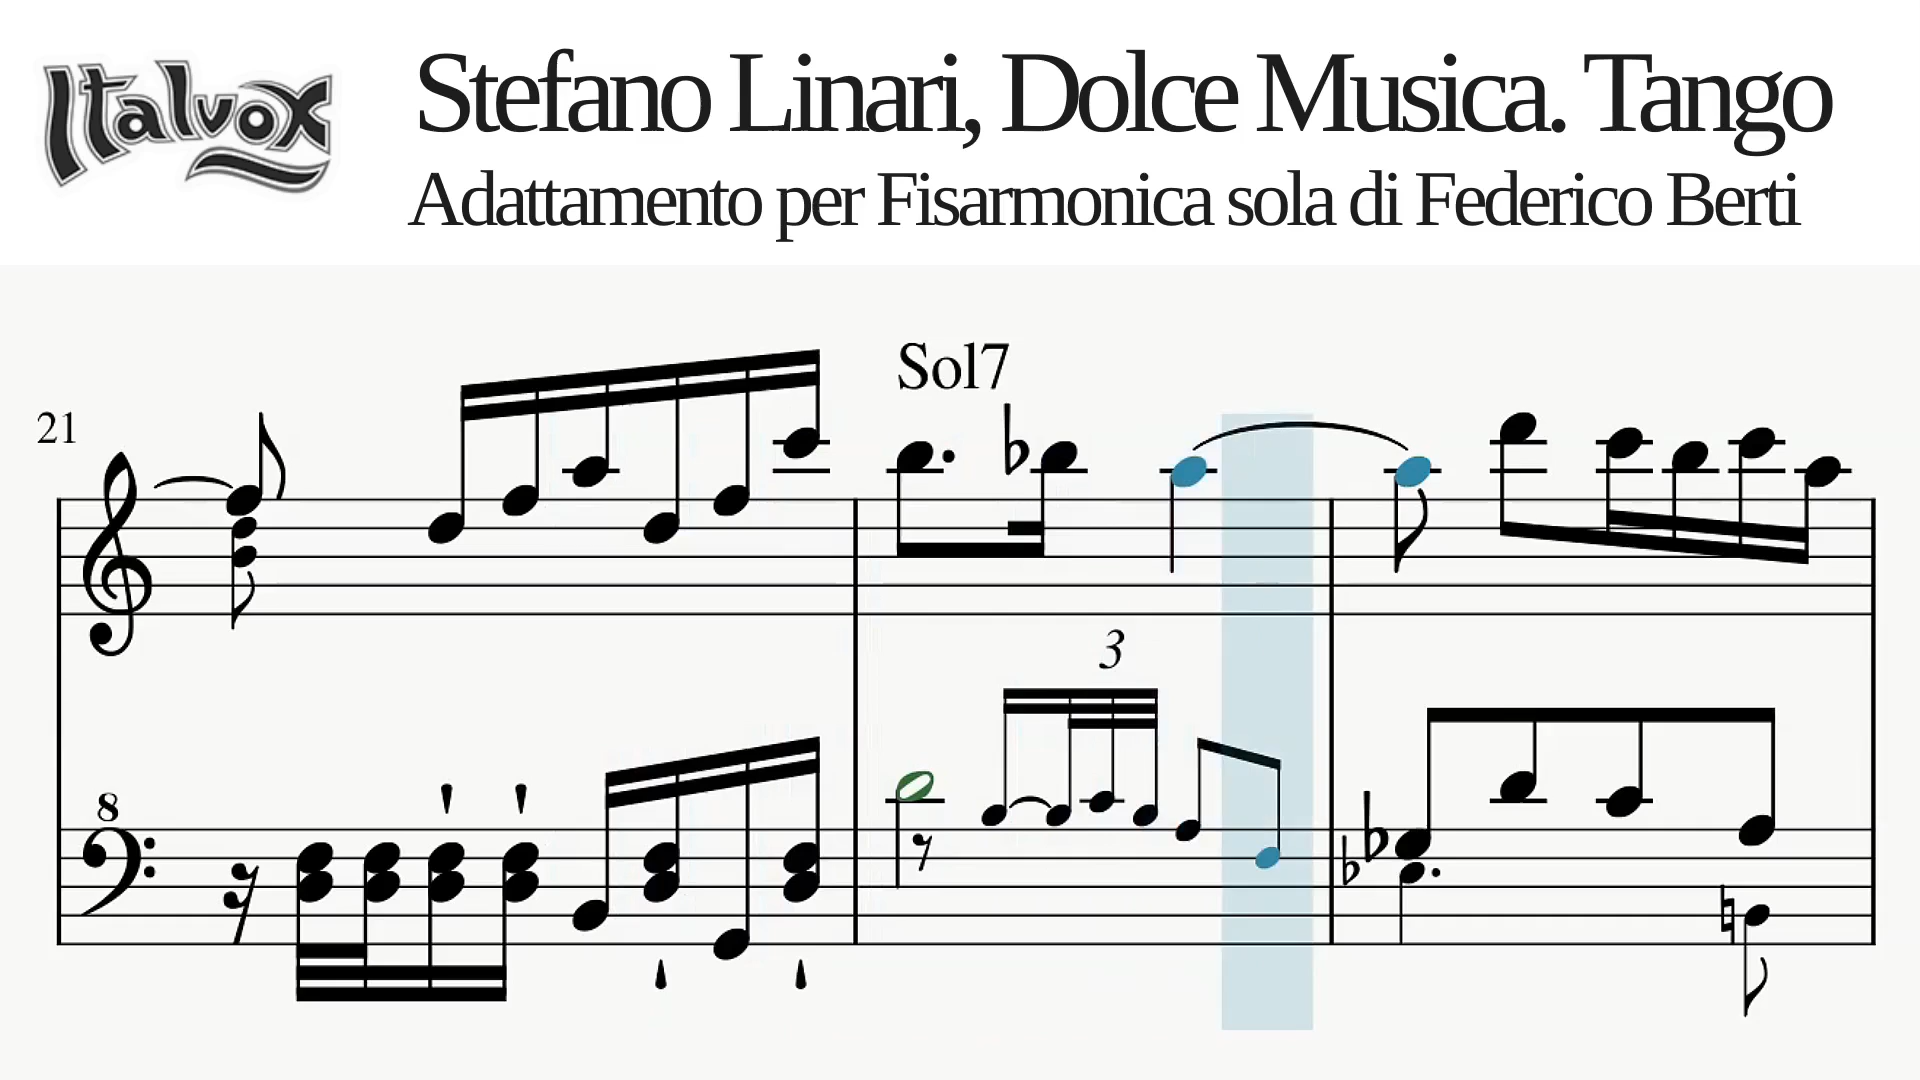 Italvox
Stefano Linari, Dolce Musica. Tango
Adattamento per Fisarmonica sola di Federico Berti
Sol7
21
3
8